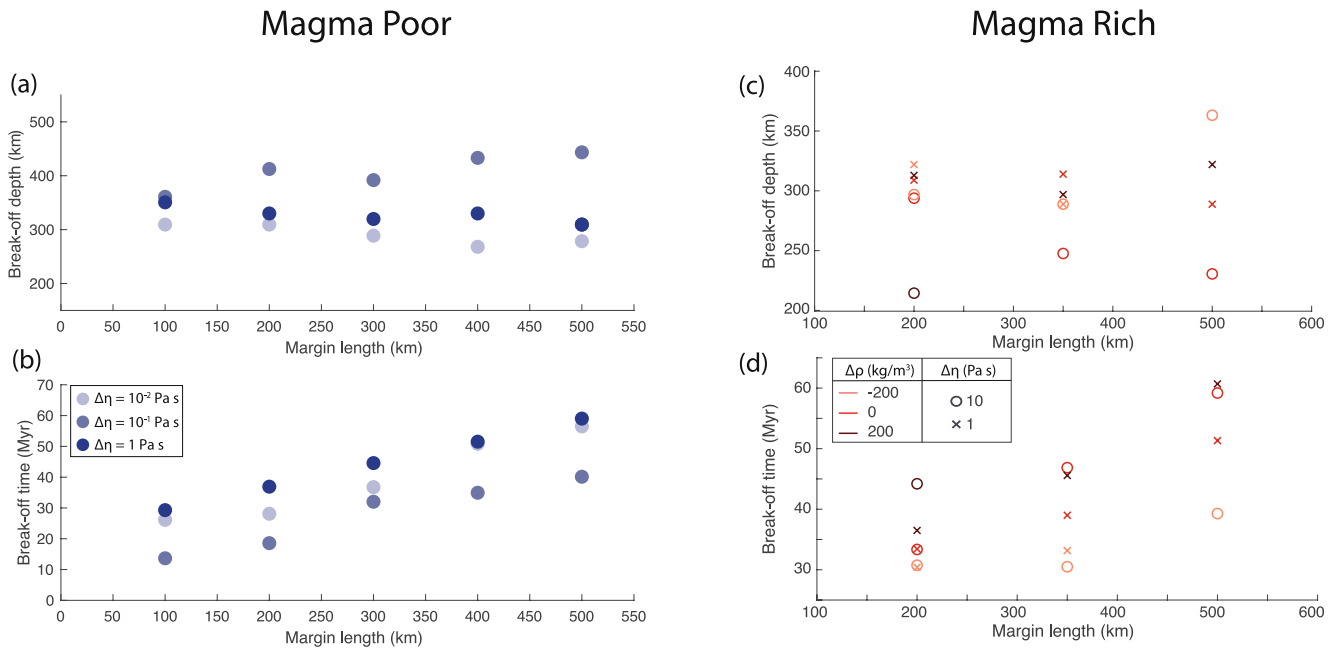 Magma Poor
Magma Rich
(a)
Break-off depth (km)
500
400
300
200
0 50 100 150 200 250 300 350 400 450 500 550
Margin length (km)
(b)
Break-off time (Myr)
70
60
50
40
30
20
10
0
Δη = 10⁻² Pa s
Δη = 10⁻¹ Pa s
Δη = 1 Pa s
0 50 100 150 200 250 300 350 400 450 500 550
Margin length (km)
(c)
Break-off depth (km)
400
350
300
250
200
100 200 300 400 500 600
Margin length (km)
(d)
Break-off time (Myr)
60
50
40
30
Δρ (kg/m³) Δη (Pa s)
-200 10
0 1
200
100 200 300 400 500 600
Margin length (km)